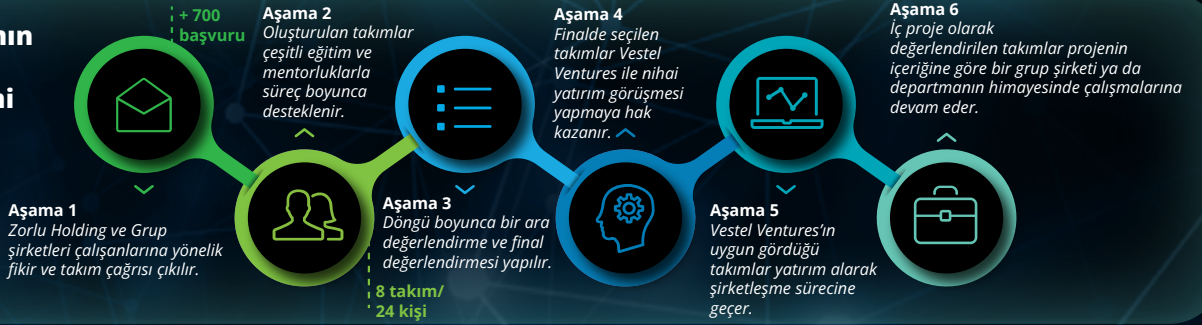 nın
ni
+ 700
başvuru
Aşama 1
Zorlu Holding ve Grup
şirketleri çalışanlarına yönelik
fikir ve takım çağrısı çıkılır.
Aşama 2
Oluşturulan takımlar
çeşitli eğitim ve
mentorluklarla
süreç boyunca
desteklenir.
8 takım/
24 kişi
Aşama 3
Döngü boyunca bir ara
değerlendirme ve final
değerlendirmesi yapılır.
Aşama 4
Finalde seçilen
takımlar Vestel
Ventures ile nihai
yatırım görüşmesi
yapmaya hak
kazanır.
Aşama 5
Vestel Ventures’ın
uygun gördüğü
takımlar yatırım alarak
şirketleşme sürecine
geçer.
Aşama 6
İç proje olarak
değerlendirilen takımlar projenin
içeriğine göre bir grup şirketi ya da
departmanın himayesinde çalışmalarına
devam eder.